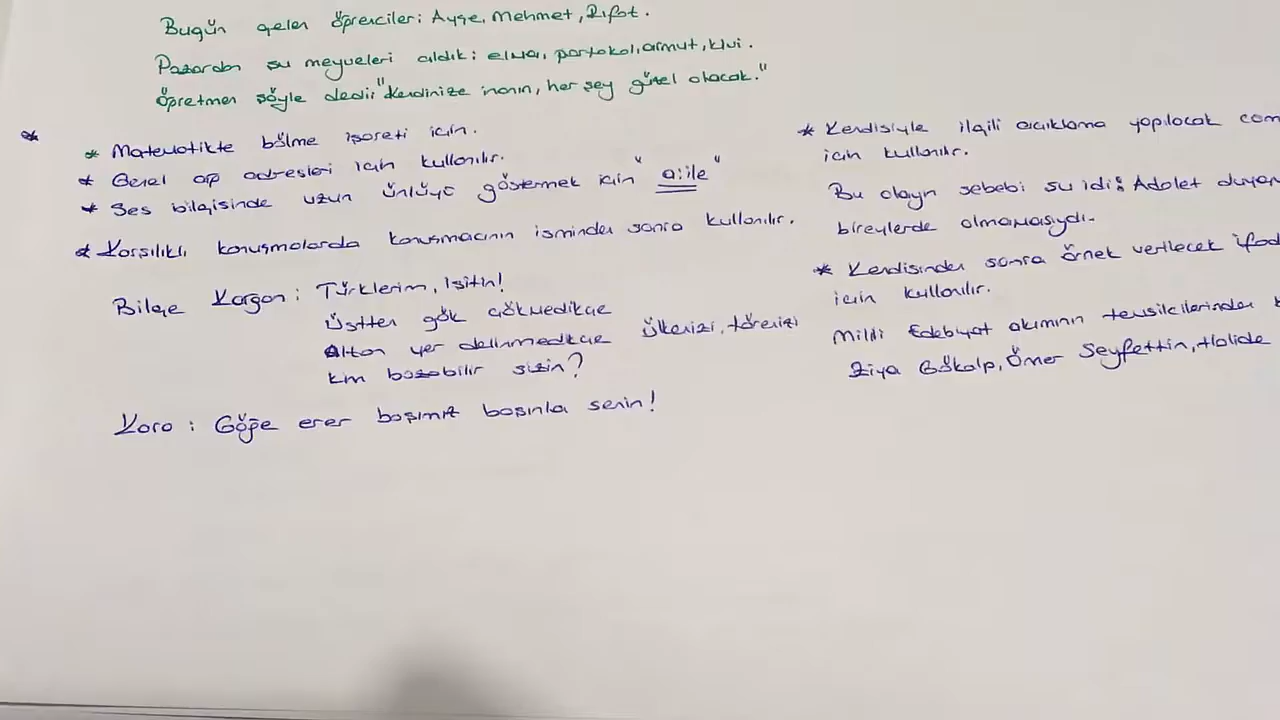 Bugün gelen öğrenciler: Ayşe, Mehmet, Rıfat.
Pazardan şu meyveleri aldık: elma, portakal, armut, kivi.
Öğretmen şöyle dedi: "Kendinize inanın, her şey güzel olacak."
*
* Matematikte bölme işareti için.
* Genel ağ adresleri için kullanılır.
* Ses bilgisinde uzun ünlüyü göstermek için "a:ile"
* Karşılıklı konuşmalarda konuşmacının isminden sonra kullanılır.
Bilge Kağan: Türklerim, işitin!
Üstten gök çökmedikçe
Alttan yer delinmedikçe
ülkenizi, törenizi
kim bozabilir sizin?
Koro: Göğe erer başımız başınla senin!
* Kendisiyle ilgili açıklama yapılacak
için kullanılır.
Bu olayın sebebi şu idi: Adalet
bireylerde olmamasıydı.
* Kendisinden sonra örnek verilecek
için kullanılır.
Milli Edebiyat akımının temsilcilerinden
Ziya Gökalp, Ömer Seyfettin, Halide